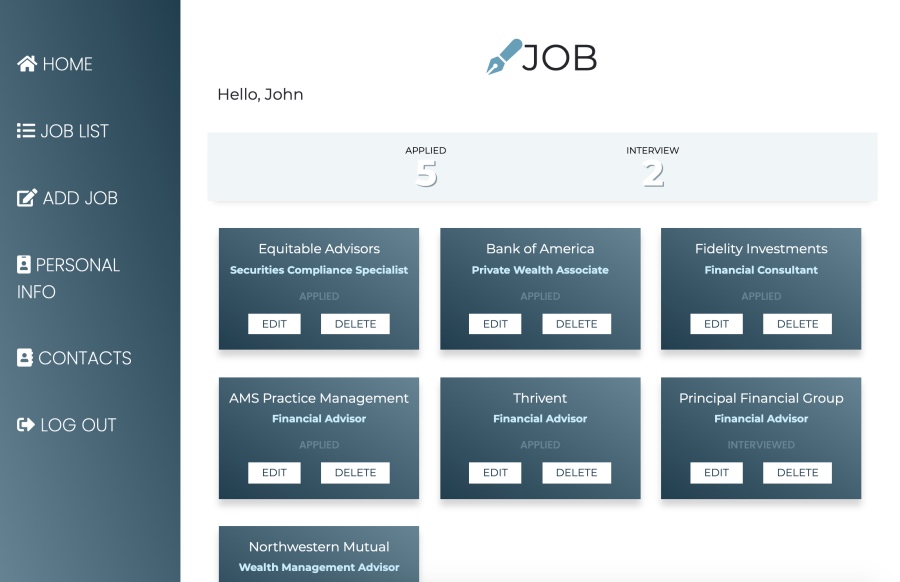 HOME
JOB LIST
ADD JOB
PERSONAL
INFO
CONTACTS
LOG OUT
JOB
Hello, John
APPLIED INTERVIEW
5 2
Equitable Advisors
Securities Compliance Specialist
APPLIED
EDIT DELETE
Bank of America
Private Wealth Associate
APPLIED
EDIT DELETE
Fidelity Investments
Financial Consultant
APPLIED
EDIT DELETE
AMS Practice Management
Financial Advisor
APPLIED
EDIT DELETE
Thrivent
Financial Advisor
APPLIED
EDIT DELETE
Principal Financial Group
Financial Advisor
INTERVIEWED
EDIT DELETE
Northwestern Mutual
Wealth Management Advisor